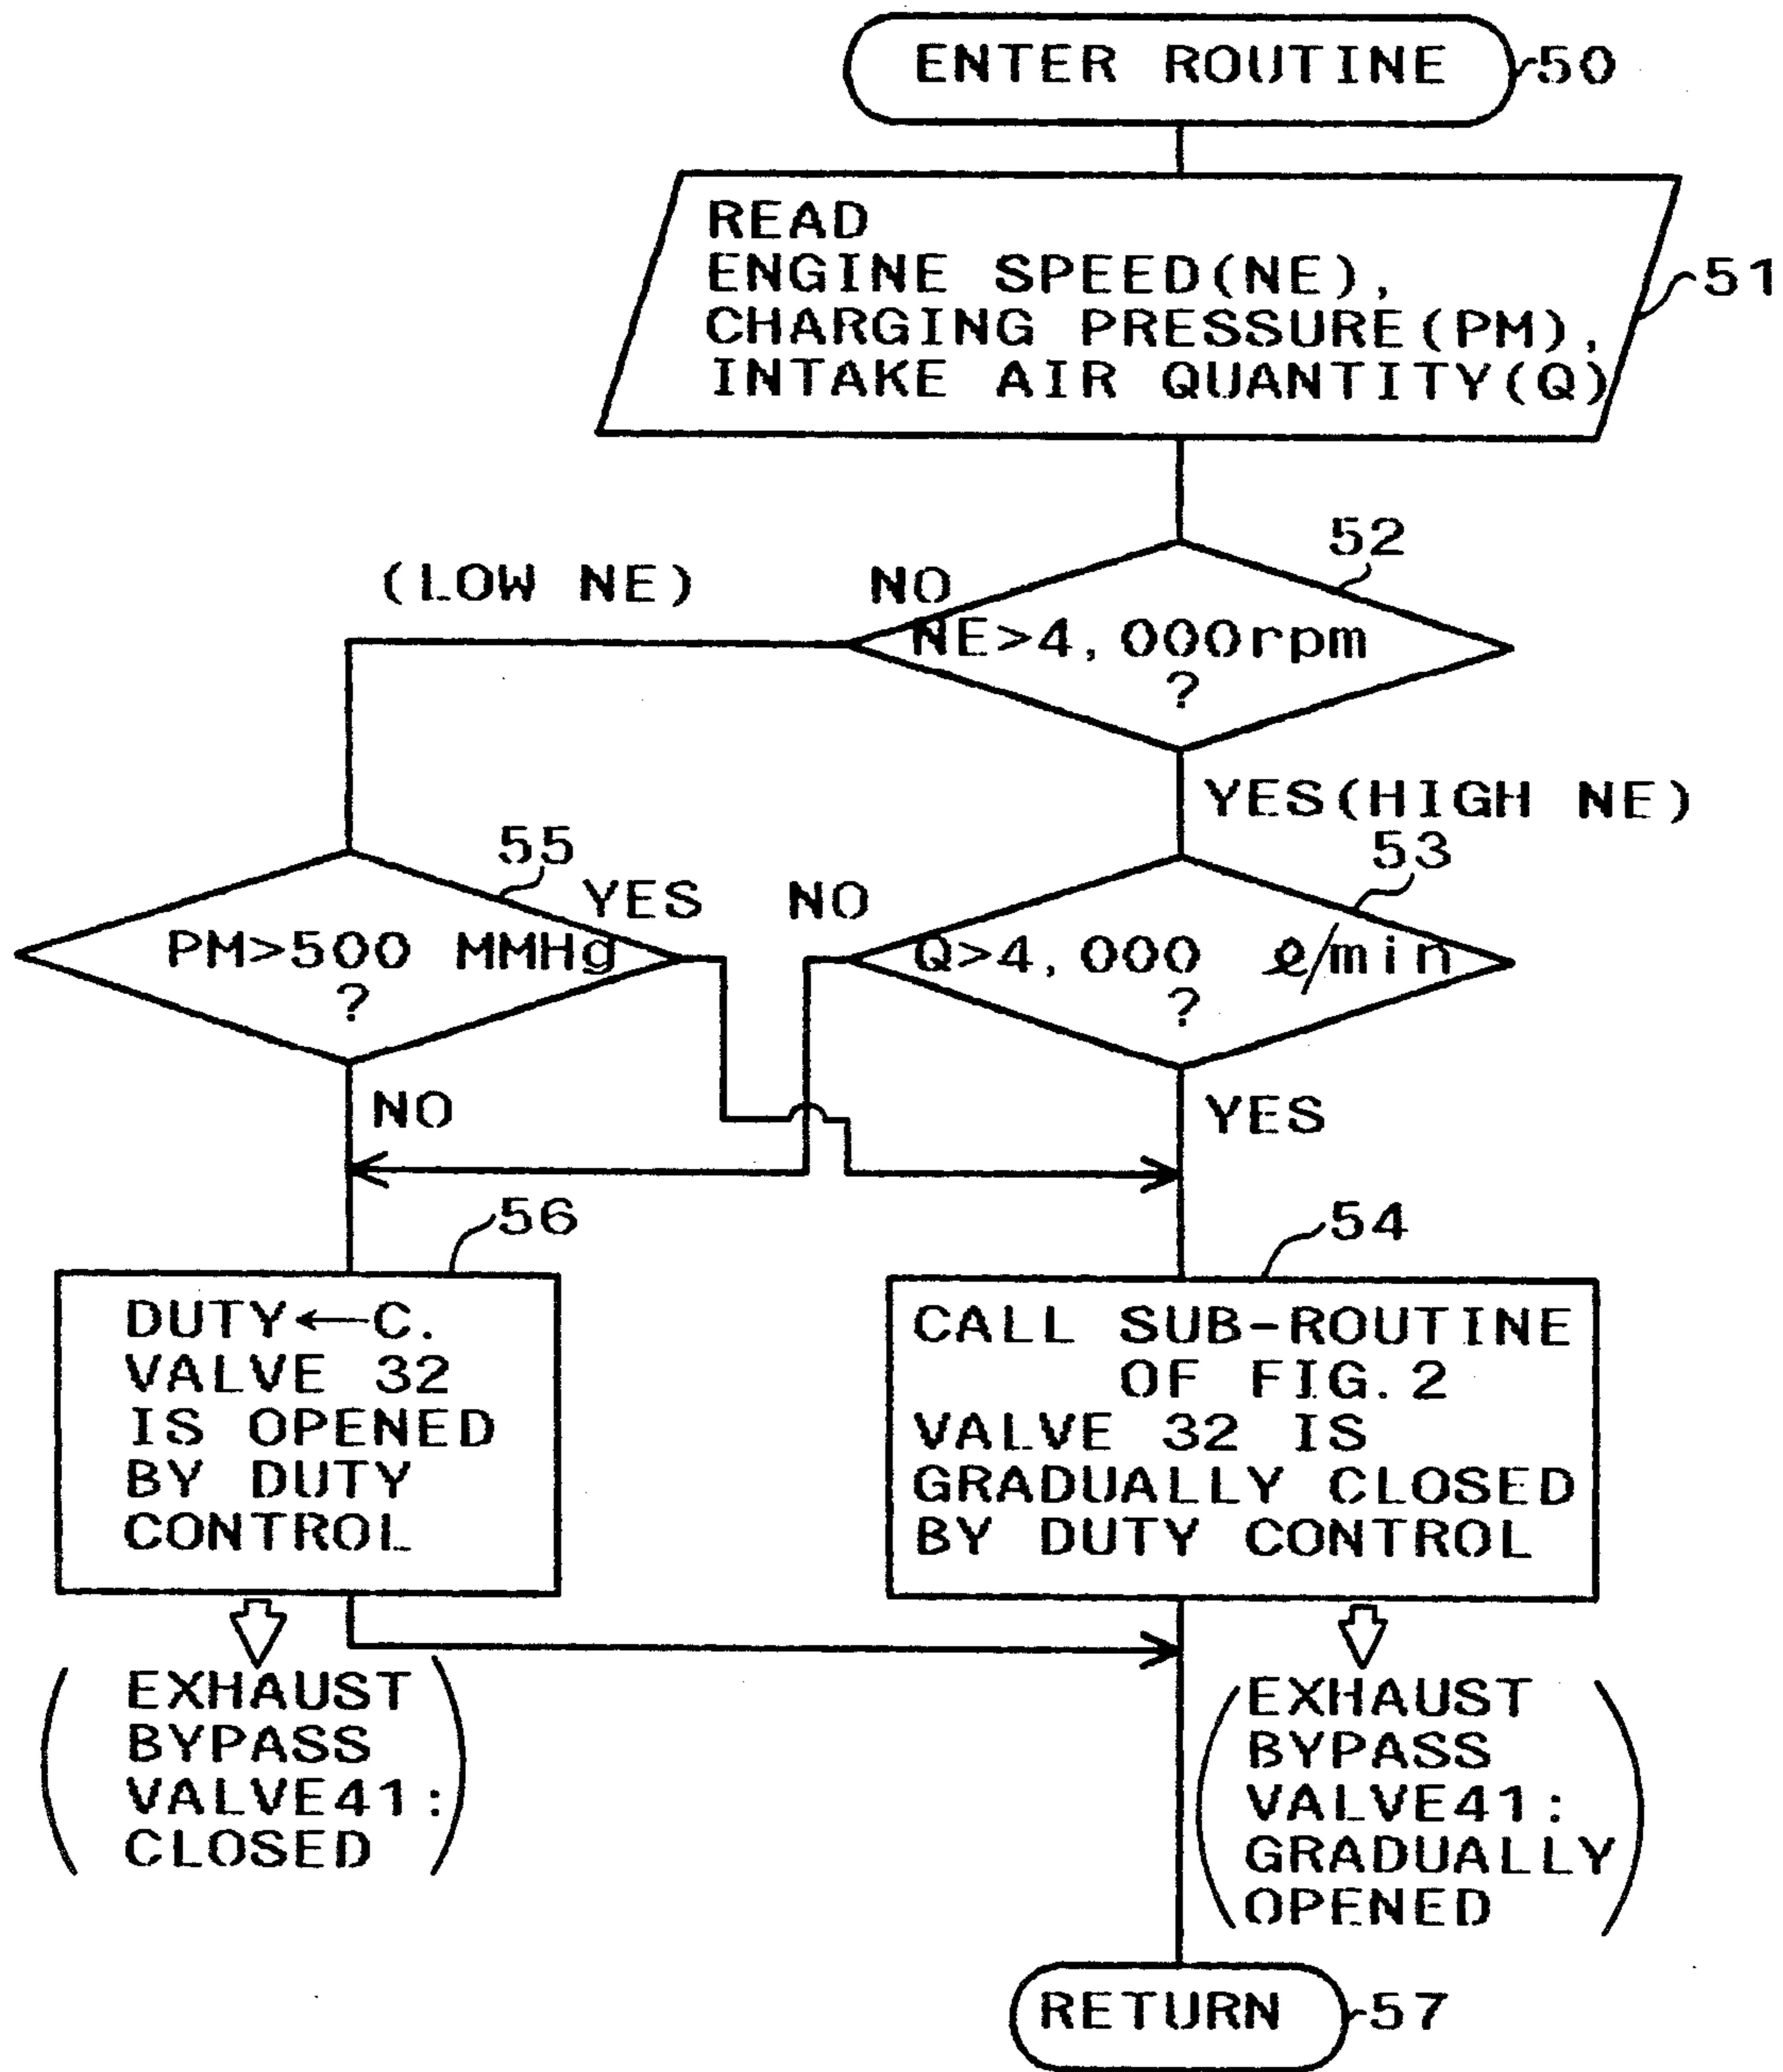 ENTER ROUTINE
50
READ
ENGINE SPEED(NE),
CHARGING PRESSURE(PM),
INTAKE AIR QUANTITY(Q)
51
52
(LOW NE)
NO
NE>4,000rpm
?
YES(HIGH NE)
55
YES
NO
53
PM>500 MMHg
?
Q>4,000 ℓ/min
?
NO
YES
56
54
DUTY←C.
VALVE 32
IS OPENED
BY DUTY
CONTROL
CALL SUB-ROUTINE
OF FIG.2
VALVE 32 IS
GRADUALLY CLOSED
BY DUTY CONTROL
EXHAUST
BYPASS
VALVE41:
CLOSED
EXHAUST
BYPASS
VALVE41:
GRADUALLY
OPENED
RETURN
57